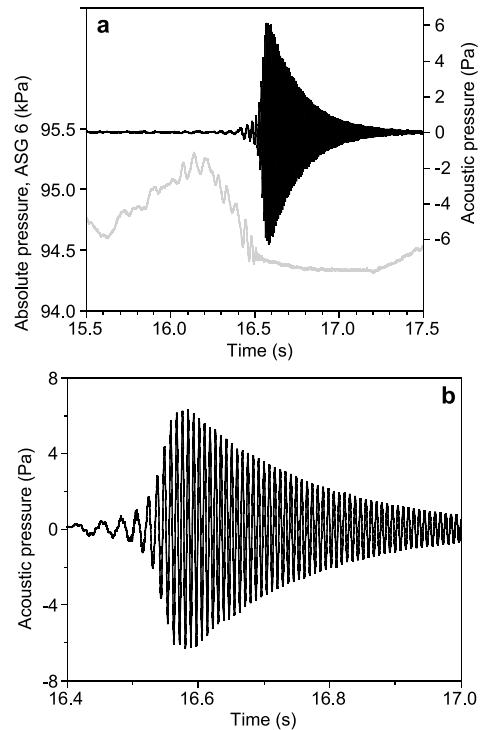 a
Absolute pressure, ASG 6 (kPa)
95.5
95.0
94.5
94.0
6
4
2
0
-2
-4
-6
Acoustic pressure (Pa)
15.5 16.0 16.5 17.0 17.5
Time (s)
b
Acoustic pressure (Pa)
8
4
0
-4
-8
16.4 16.6 16.8 17.0
Time (s)